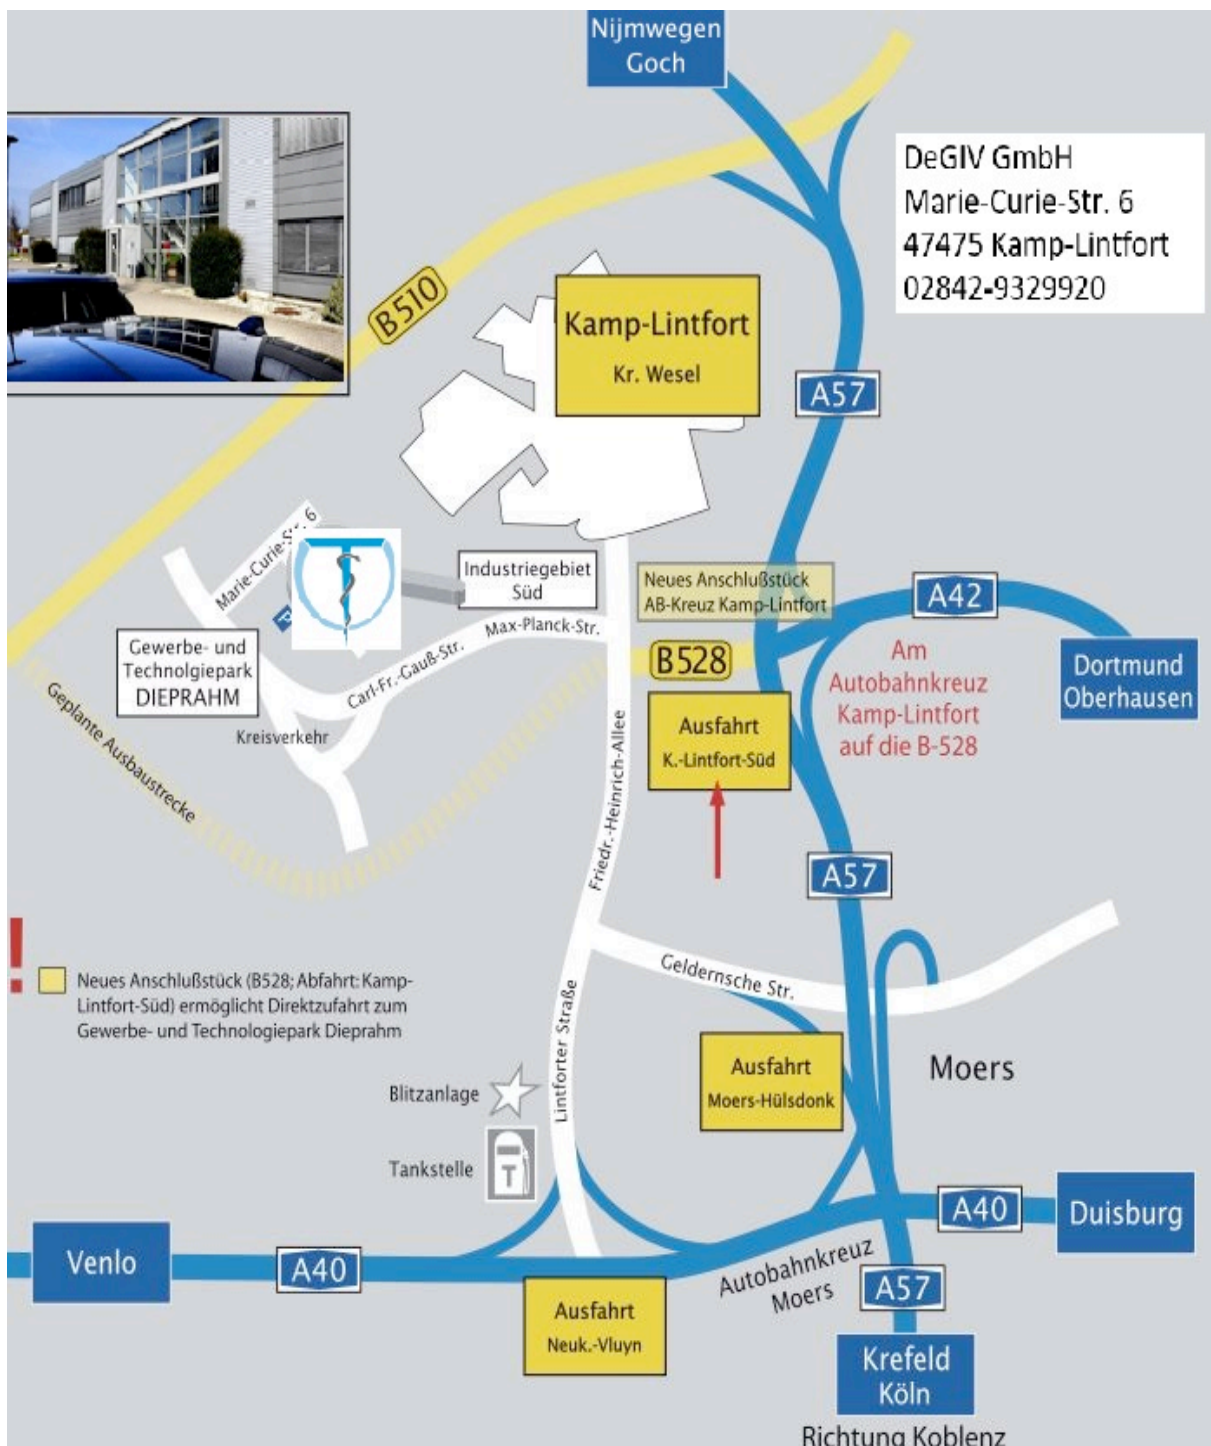 Nijmwegen
Goch
DeGIV GmbH
Marie-Curie-Str. 6
47475 Kamp-Lintfort
02842-9329920
B510
Kamp-Lintfort
Kr. Wesel
A57
Marie-Curie-Str. 6
P
Industriegebiet
Süd
Neues Anschlußstück
AB-Kreuz Kamp-Lintfort
A42
Max-Planck-Str.
Gewerbe- und
Technolgiepark
DIEPRAHM
Carl-Fr.-Gauß-Str.
B528
Am
Autobahnkreuz
Kamp-Lintfort
auf die B-528
Dortmund
Oberhausen
Geplante Ausbaustrecke
Kreisverkehr
Ausfahrt
K.-Lintfort-Süd
Friedr.-Heinrich-Allee
A57
!
Neues Anschlußstück (B528; Abfahrt: Kamp-
Lintfort-Süd) ermöglicht Direktzufahrt zum
Gewerbe- und Technologiepark Dieprahm
Geldernsche Str.
Lintforter Straße
Ausfahrt
Moers-Hülsdonk
Moers
Blitzanlage
Tankstelle
T
A40
Duisburg
Venlo
A40
Autobahnkreuz
Moers
A57
Ausfahrt
Neuk.-Vluyn
Krefeld
Köln
Richtung Koblenz